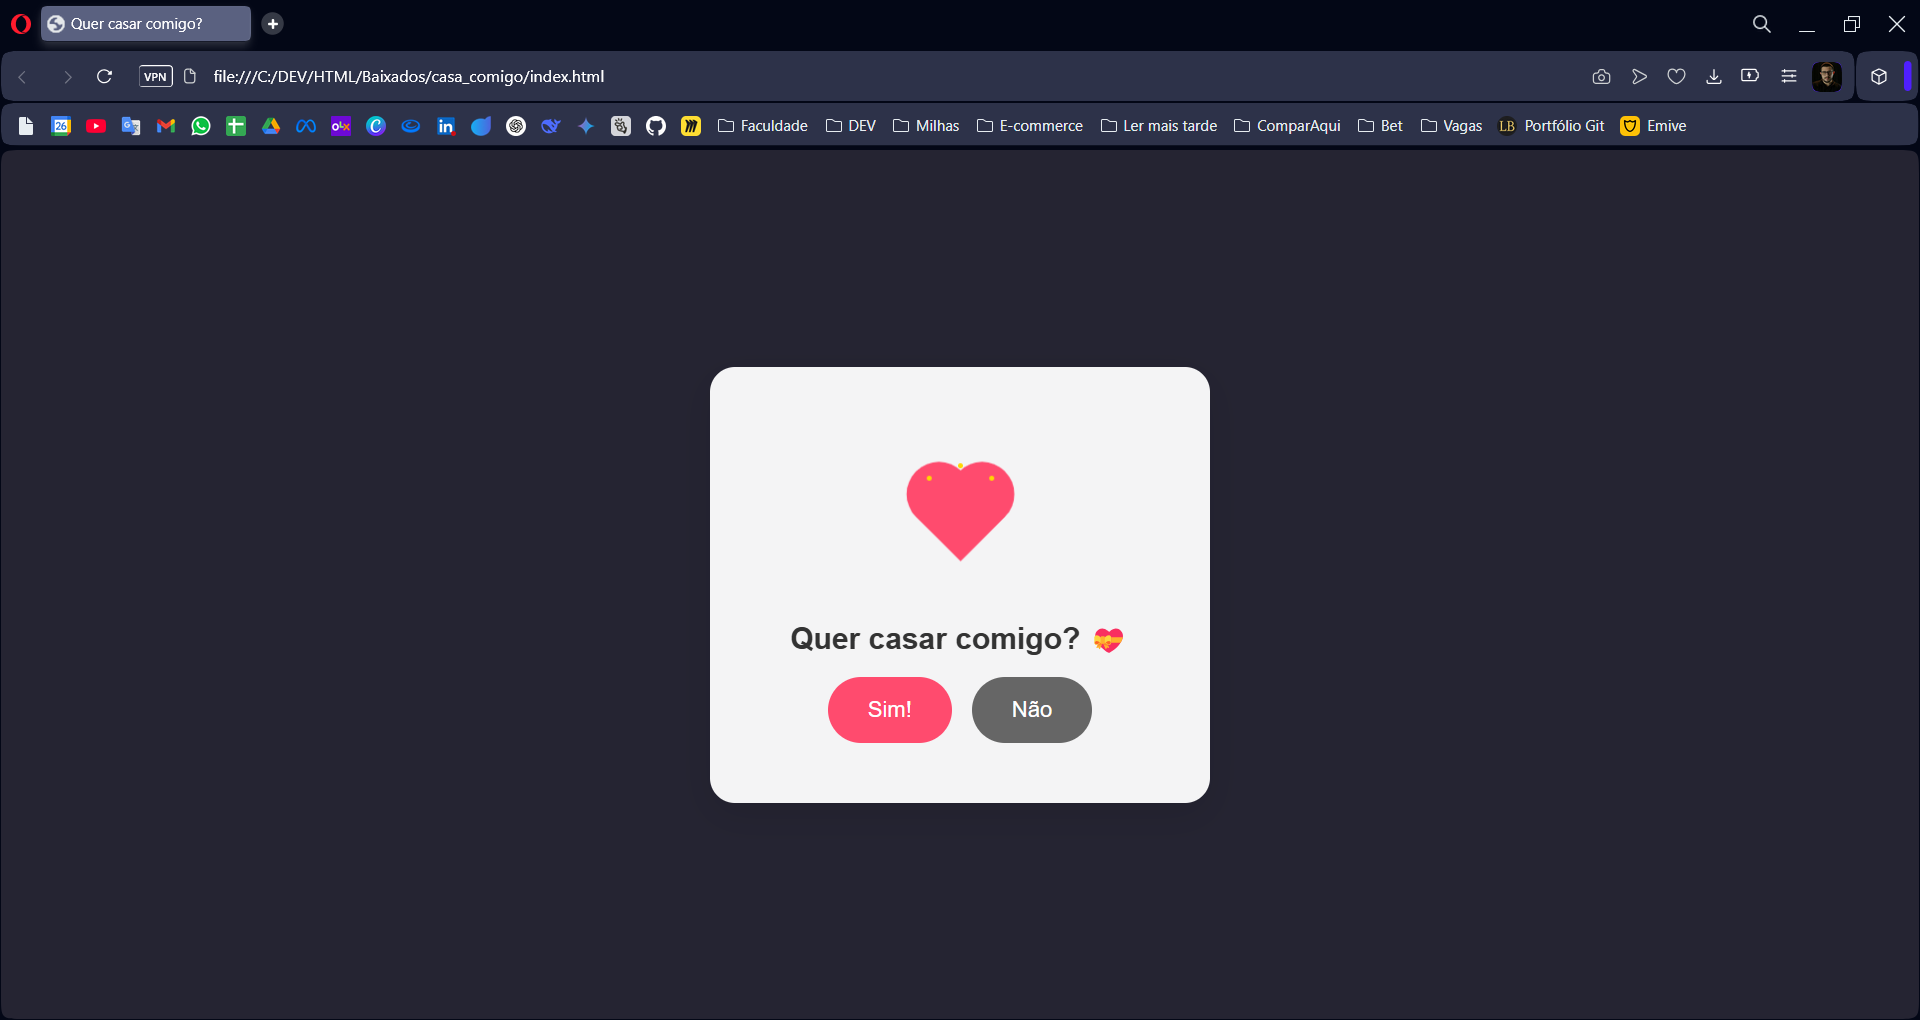 Quer casar comigo?
VPN
file:///C:/DEV/HTML/Baixados/casa_comigo/index.html
26
G
olx
in
Faculdade
DEV
Milhas
E-commerce
Ler mais tarde
ComparAqui
Bet
Vagas
LB
Portfólio Git
Emive
Quer casar comigo? 💝
Sim!
Não